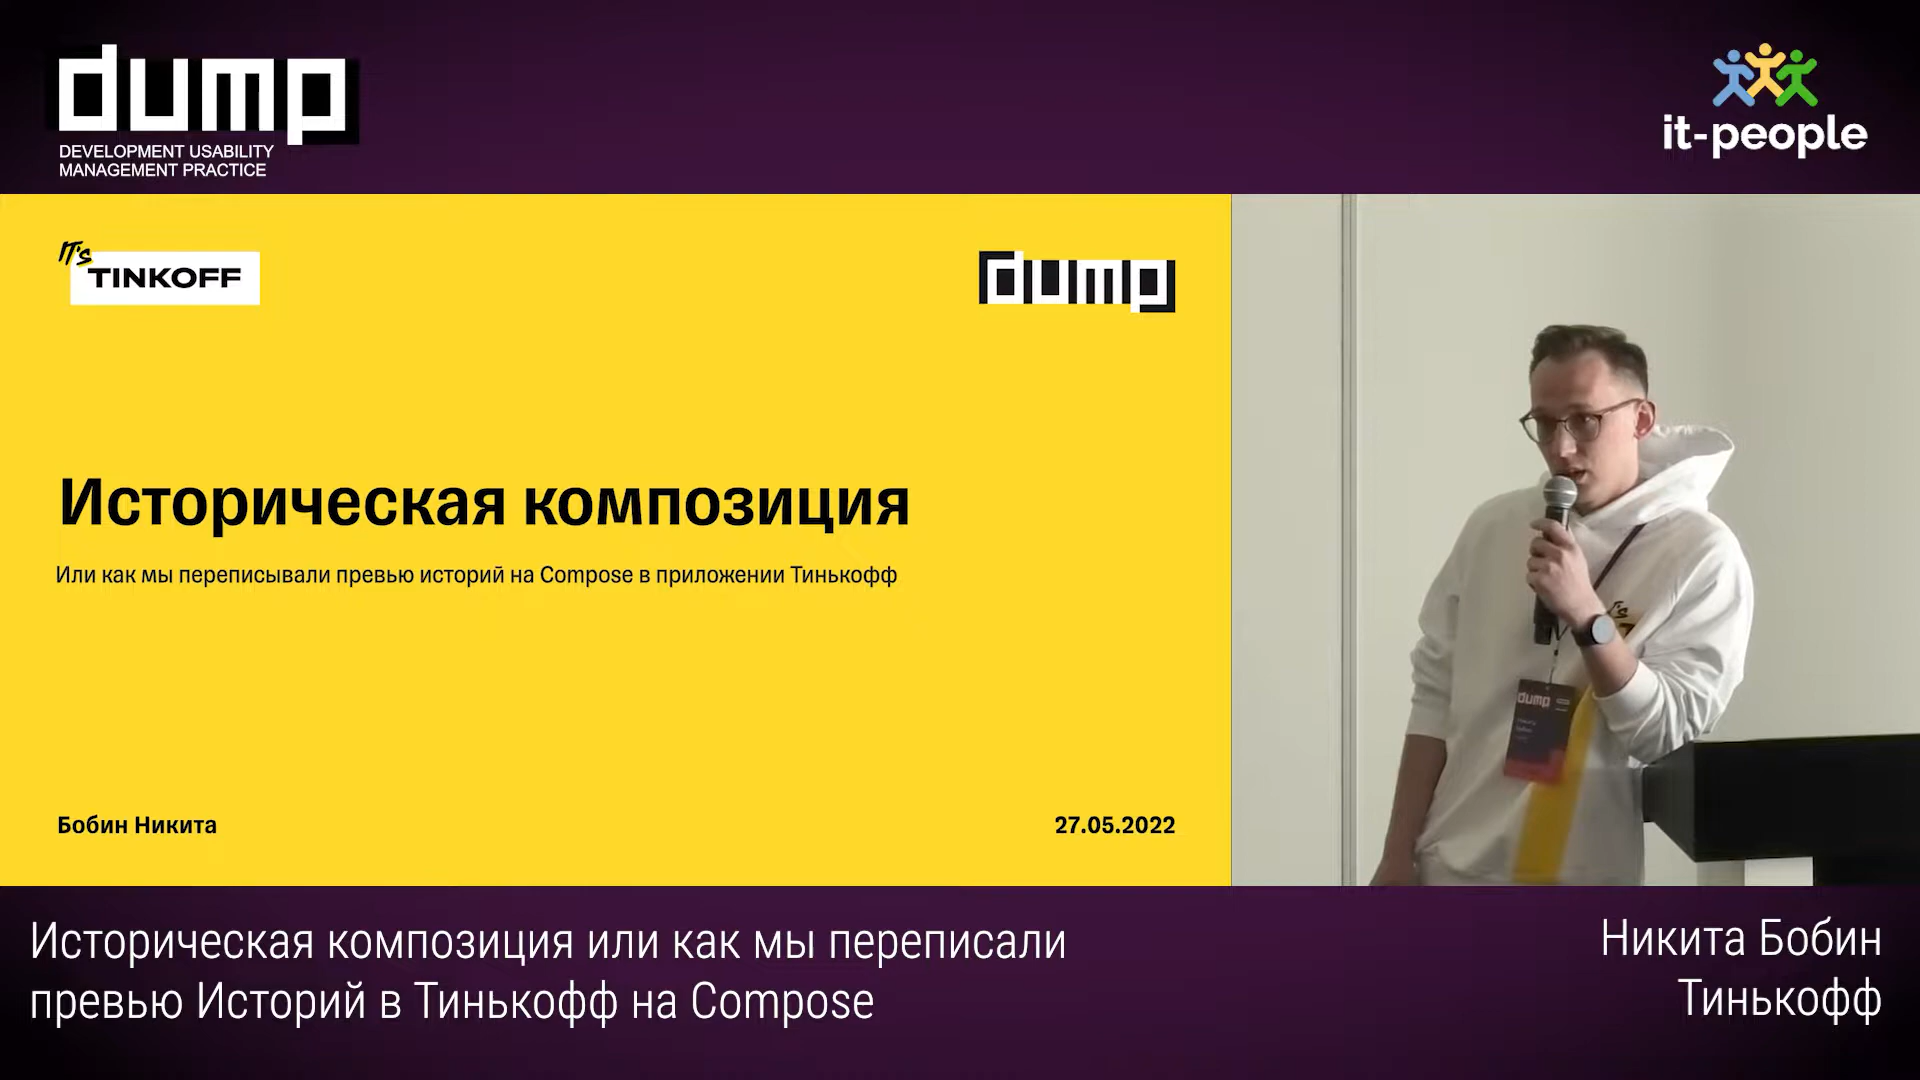 dump
DEVELOPMENT USABILITY
MANAGEMENT PRACTICE
it-people
IT's
TINKOFF
dump
Историческая композиция
Или как мы переписывали превью историй на Compose в приложении Тинькофф
Бобин Никита
27.05.2022
dump
Историческая композиция или как мы переписали
превью Историй в Тинькофф на Compose
Никита Бобин
Тинькофф